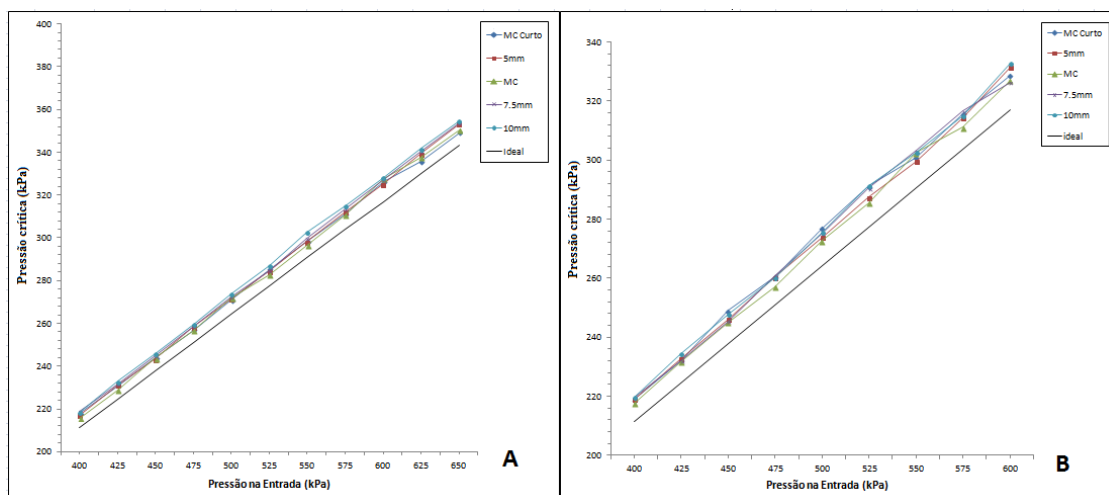 400
380
360
340
320
300
280
260
240
220
200
Pressão crítica (kPa)
400 425 450 475 500 525 550 575 600 625 650
Pressão na Entrada (kPa)
MC Curto
5mm
MC
7.5mm
10mm
Ideal
A
340
320
300
280
260
240
220
200
Pressão crítica (kPa)
400 425 450 475 500 525 550 575 600
Pressão na Entrada (kPa)
MC Curto
5mm
MC
7.5mm
10mm
ideal
B